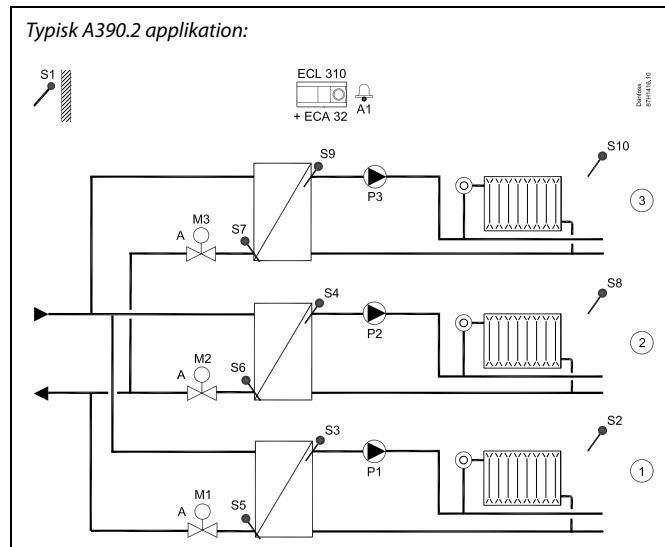 Typisk A390.2 applikation:
S1
ECL 310
A1
+ ECA 32
Danfoss
87H1416.10
S9
S10
P3
3
M3
A
S7
S4
S8
P2
2
M2
A
S6
S3
S2
P1
1
M1
A
S5